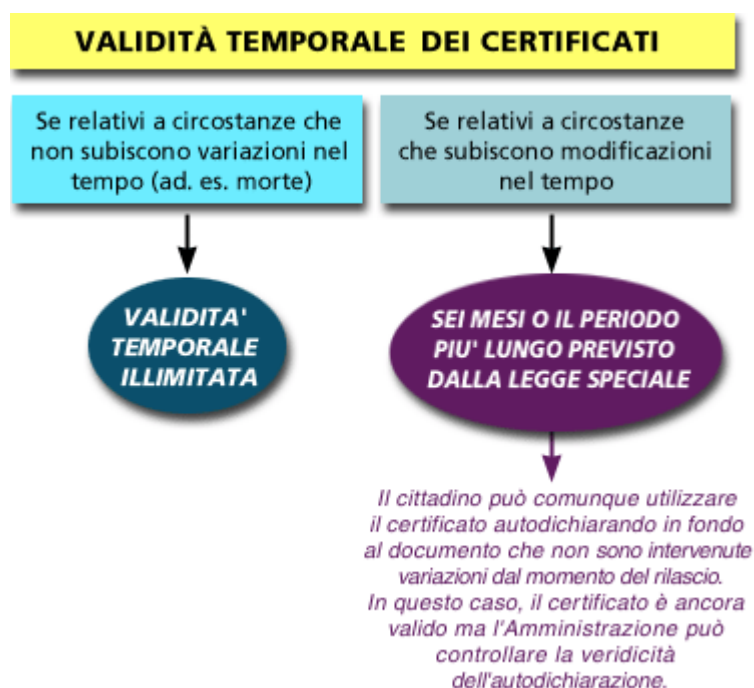 VALIDITÀ TEMPORALE DEI CERTIFICATI
Se relativi a circostanze che
non subiscono variazioni nel
tempo (ad. es. morte)
Se relativi a circostanze
che subiscono modificazioni
nel tempo
VALIDITA'
TEMPORALE
ILLIMITATA
SEI MESI O IL PERIODO
PIU' LUNGO PREVISTO
DALLA LEGGE SPECIALE
Il cittadino può comunque utilizzare
il certificato autodichiarando in fondo
al documento che non sono intervenute
variazioni dal momento del rilascio.
In questo caso, il certificato è ancora
valido ma l'Amministrazione può
controllare la veridicità
dell'autodichiarazione.